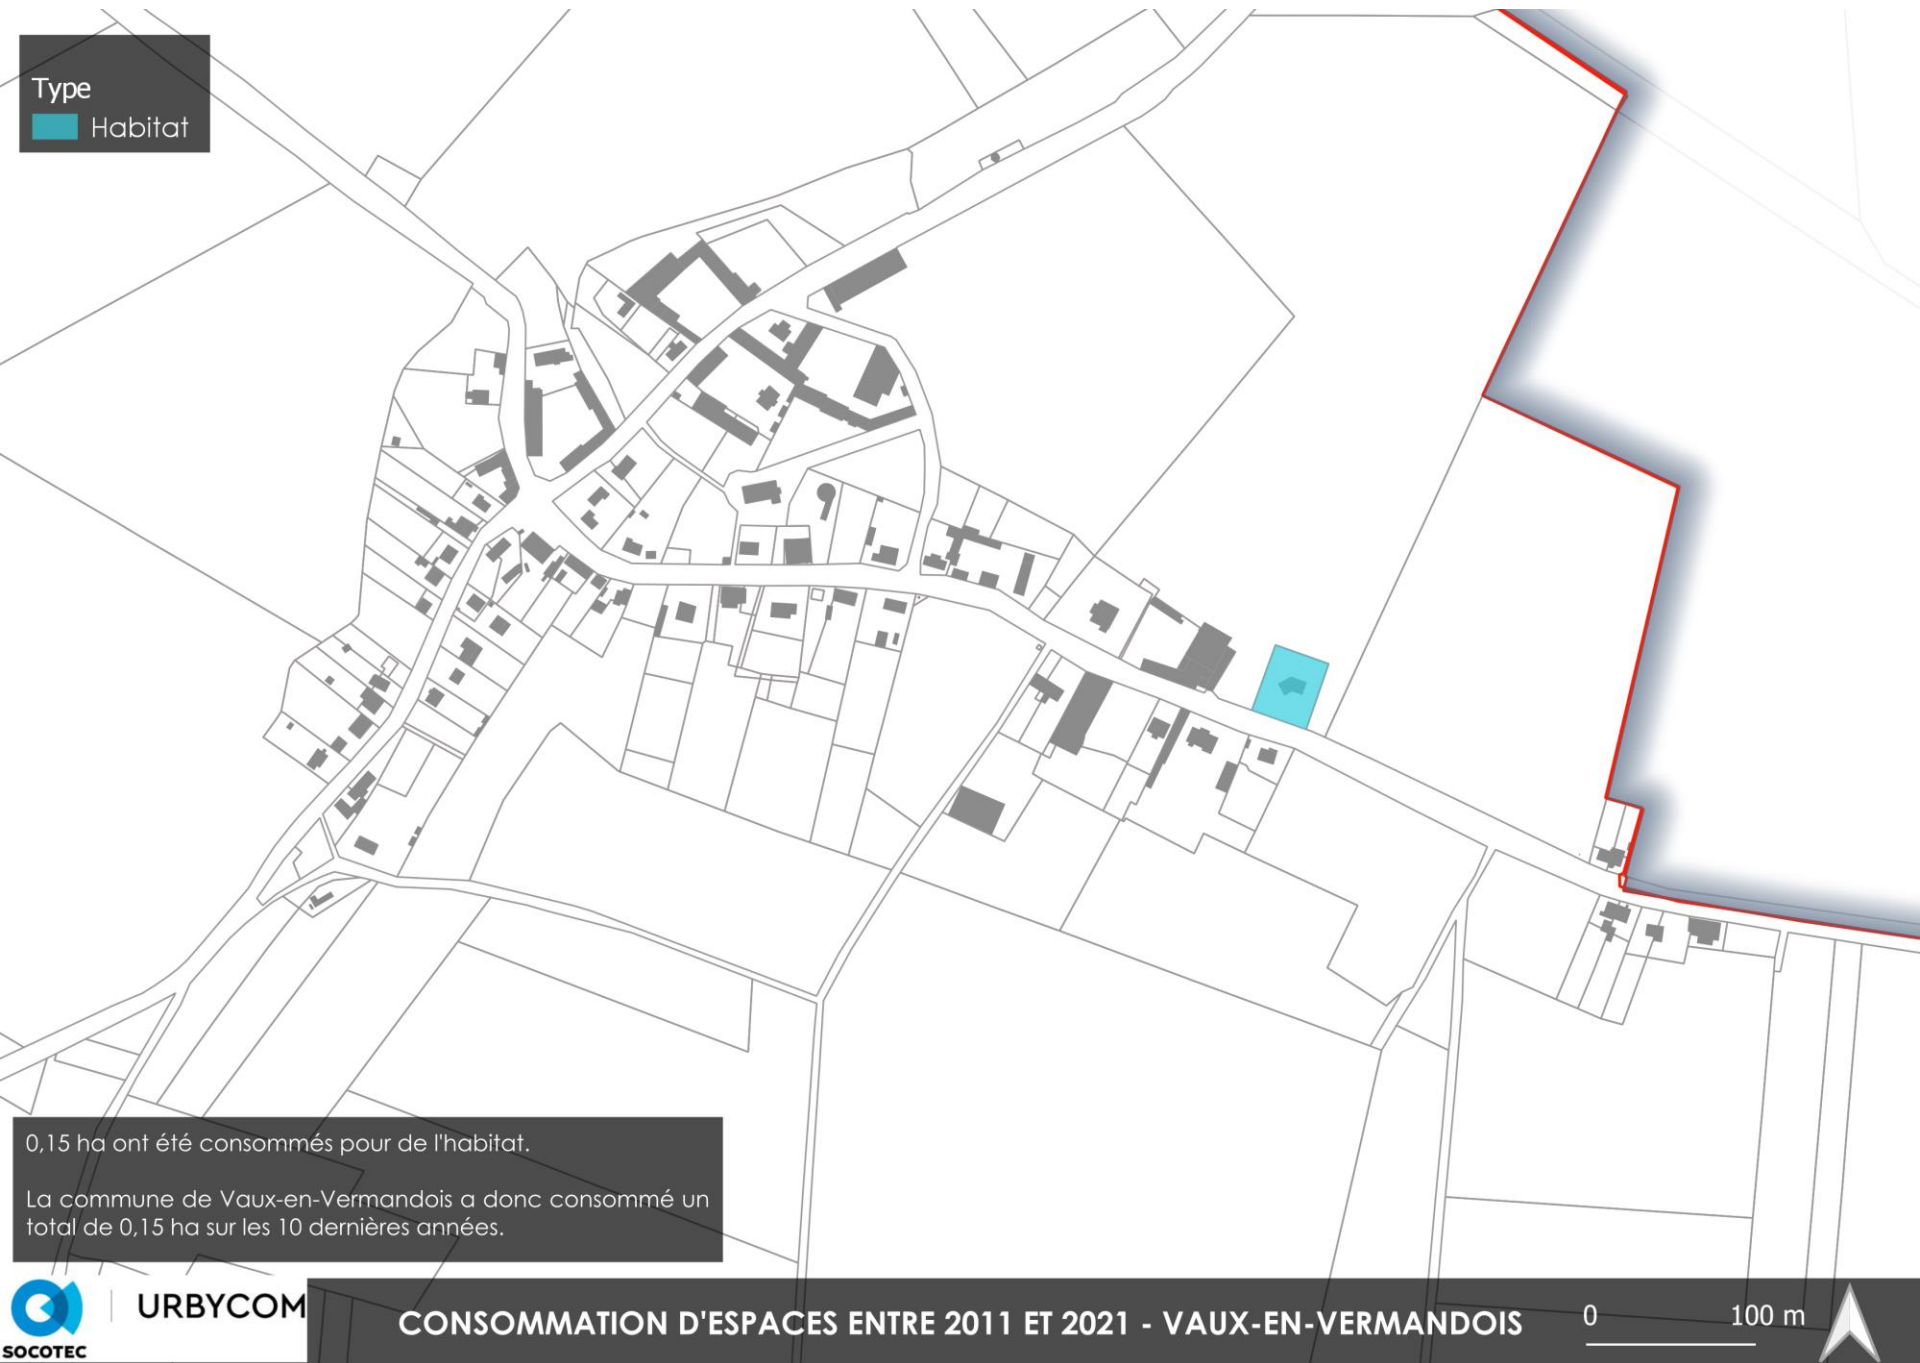 Type
Habitat
0,15 ha ont été consommés pour de l'habitat.
La commune de Vaux-en-Vermandois a donc consommé un
total de 0,15 ha sur les 10 dernières années.
SOCOTEC
URBYCOM
CONSOMMATION D'ESPACES ENTRE 2011 ET 2021 - VAUX-EN-VERMANDOIS
0 100 m